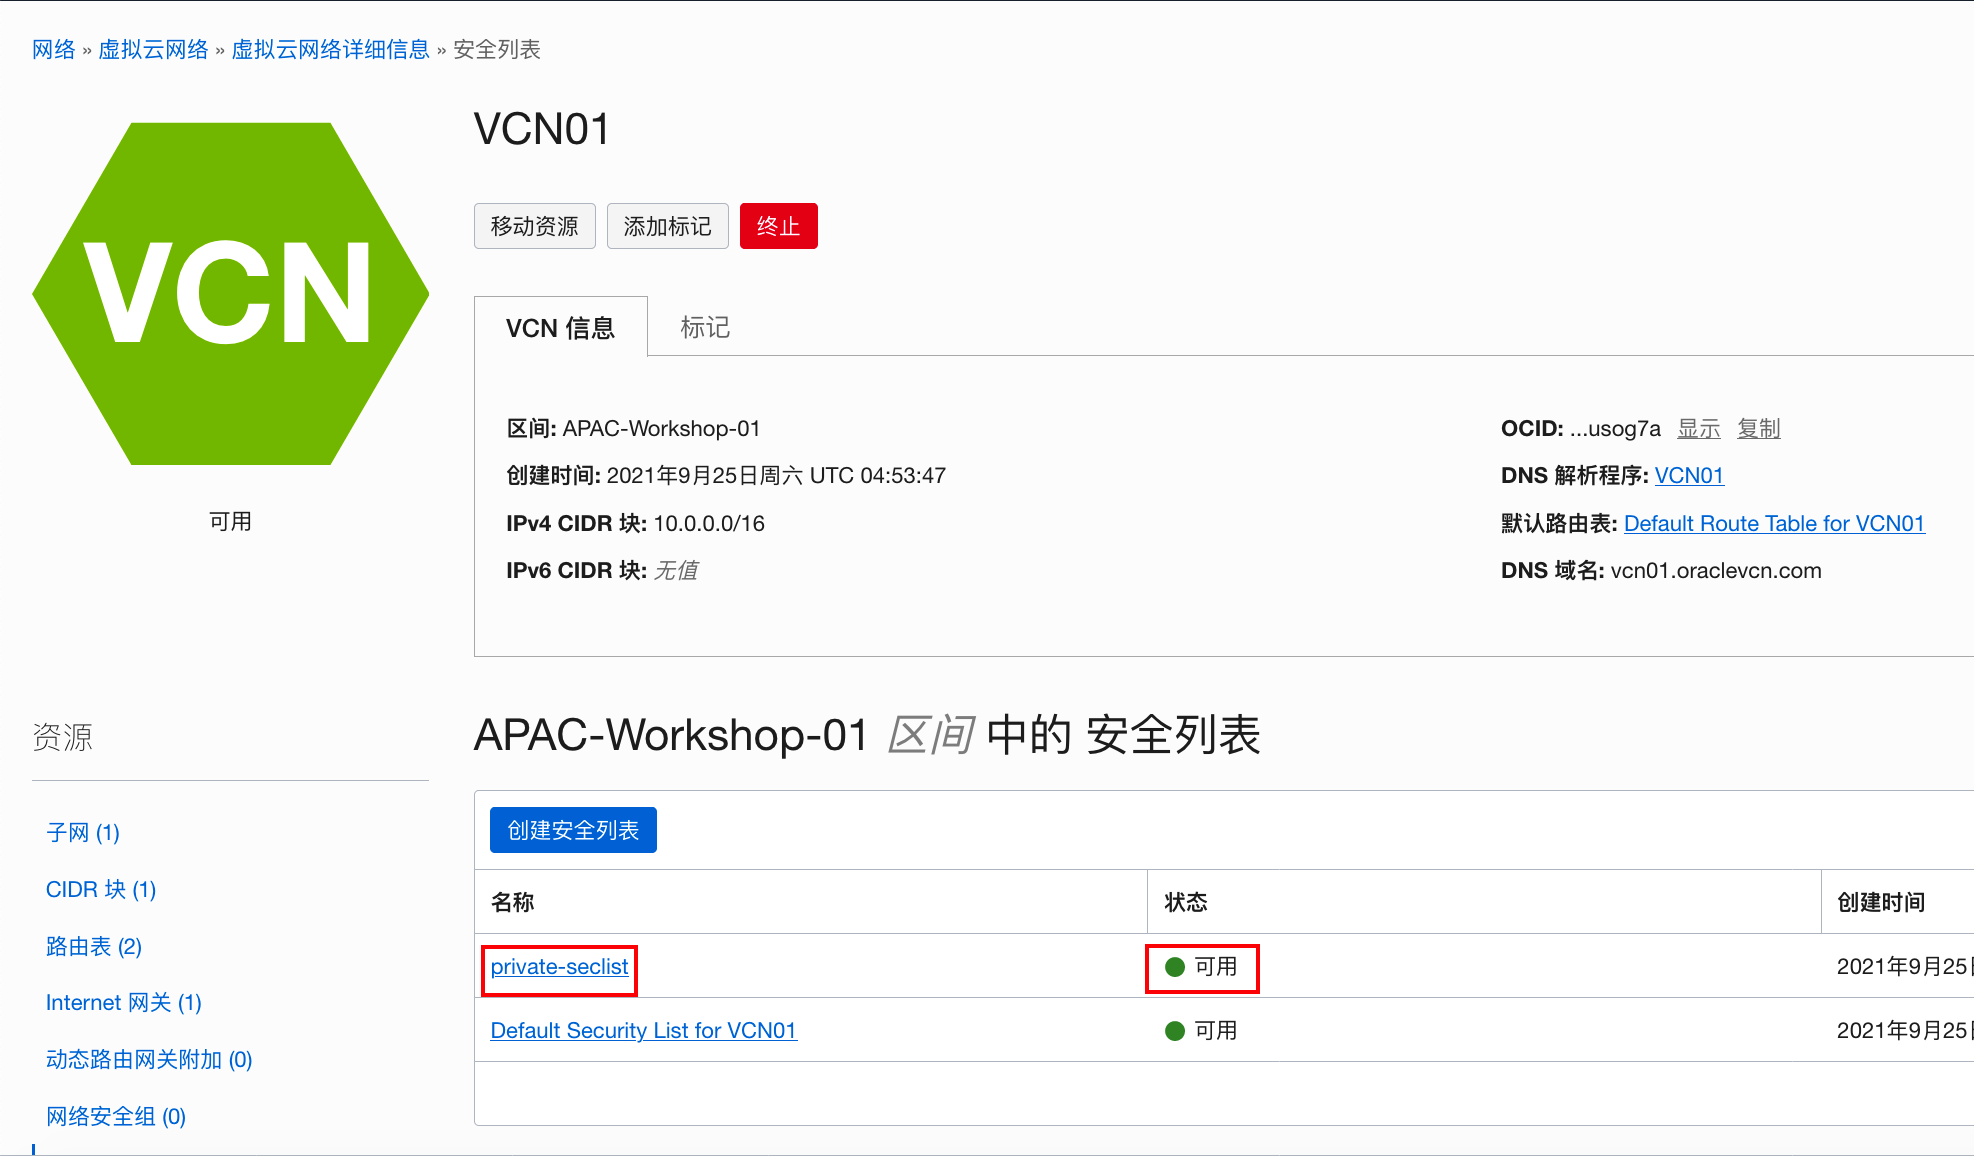 网络 » 虚拟云网络 » 虚拟云网络详细信息 » 安全列表
VCN
可用
VCN01
移动资源 添加标记 终止
VCN 信息 标记
区间: APAC-Workshop-01
创建时间: 2021年9月25日周六 UTC 04:53:47
IPv4 CIDR 块: 10.0.0.0/16
IPv6 CIDR 块: 无值
OCID: ...usog7a 显示 复制
DNS 解析程序: VCN01
默认路由表: Default Route Table for VCN01
DNS 域名: vcn01.oraclevcn.com
资源
子网 (1)
CIDR 块 (1)
路由表 (2)
Internet 网关 (1)
动态路由网关附加 (0)
网络安全组 (0)
APAC-Workshop-01 区间 中的 安全列表
创建安全列表
名称 状态 创建时间
private-seclist 可用 2021年9月25
Default Security List for VCN01 可用 2021年9月25